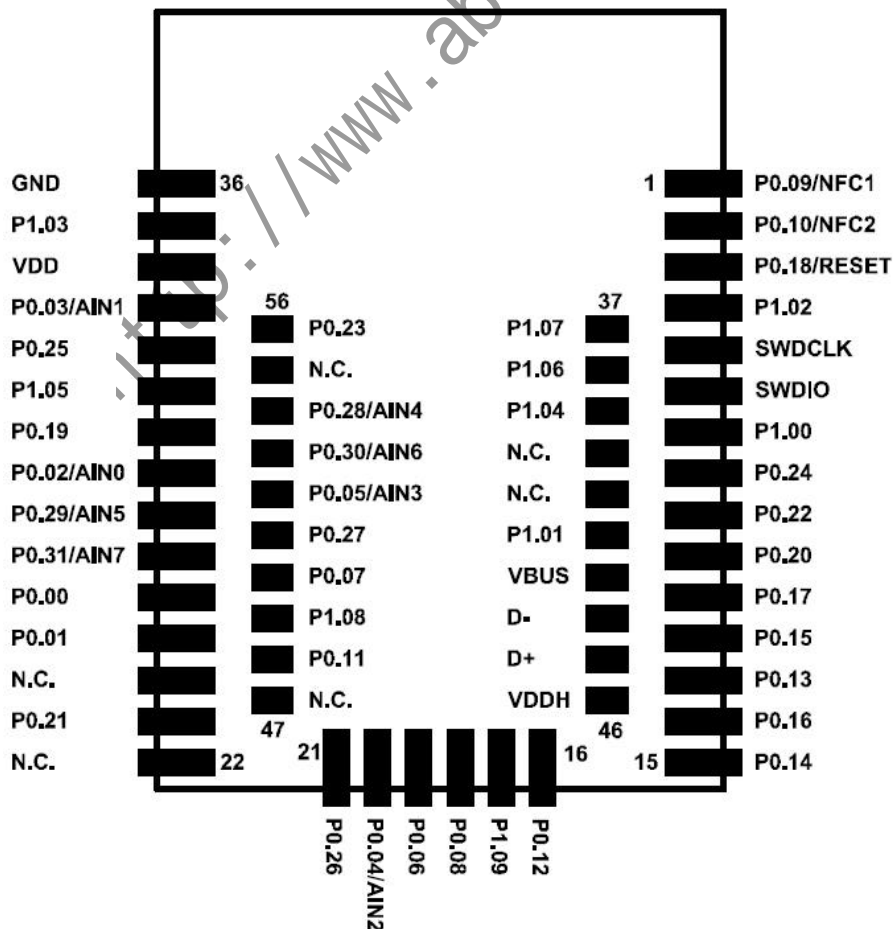 http://www.ab
GND
P1.03
VDD
P0.03/AIN1
P0.25
P1.05
P0.19
P0.02/AIN0
P0.29/AIN5
P0.31/AIN7
P0.00
P0.01
N.C.
P0.21
N.C.
36
22
56
P0.23
N.C.
P0.28/AIN4
P0.30/AIN6
P0.05/AIN3
P0.27
P0.07
P1.08
P0.11
N.C.
47
37
P1.07
P1.06
P1.04
N.C.
N.C.
P1.01
VBUS
D-
D+
VDDH
46
1
15
P0.09/NFC1
P0.10/NFC2
P0.18/RESET
P1.02
SWDCLK
SWDIO
P1.00
P0.24
P0.22
P0.20
P0.17
P0.15
P0.13
P0.16
P0.14
21
16
P0.26
P0.04/AIN2
P0.06
P0.08
P1.09
P0.12